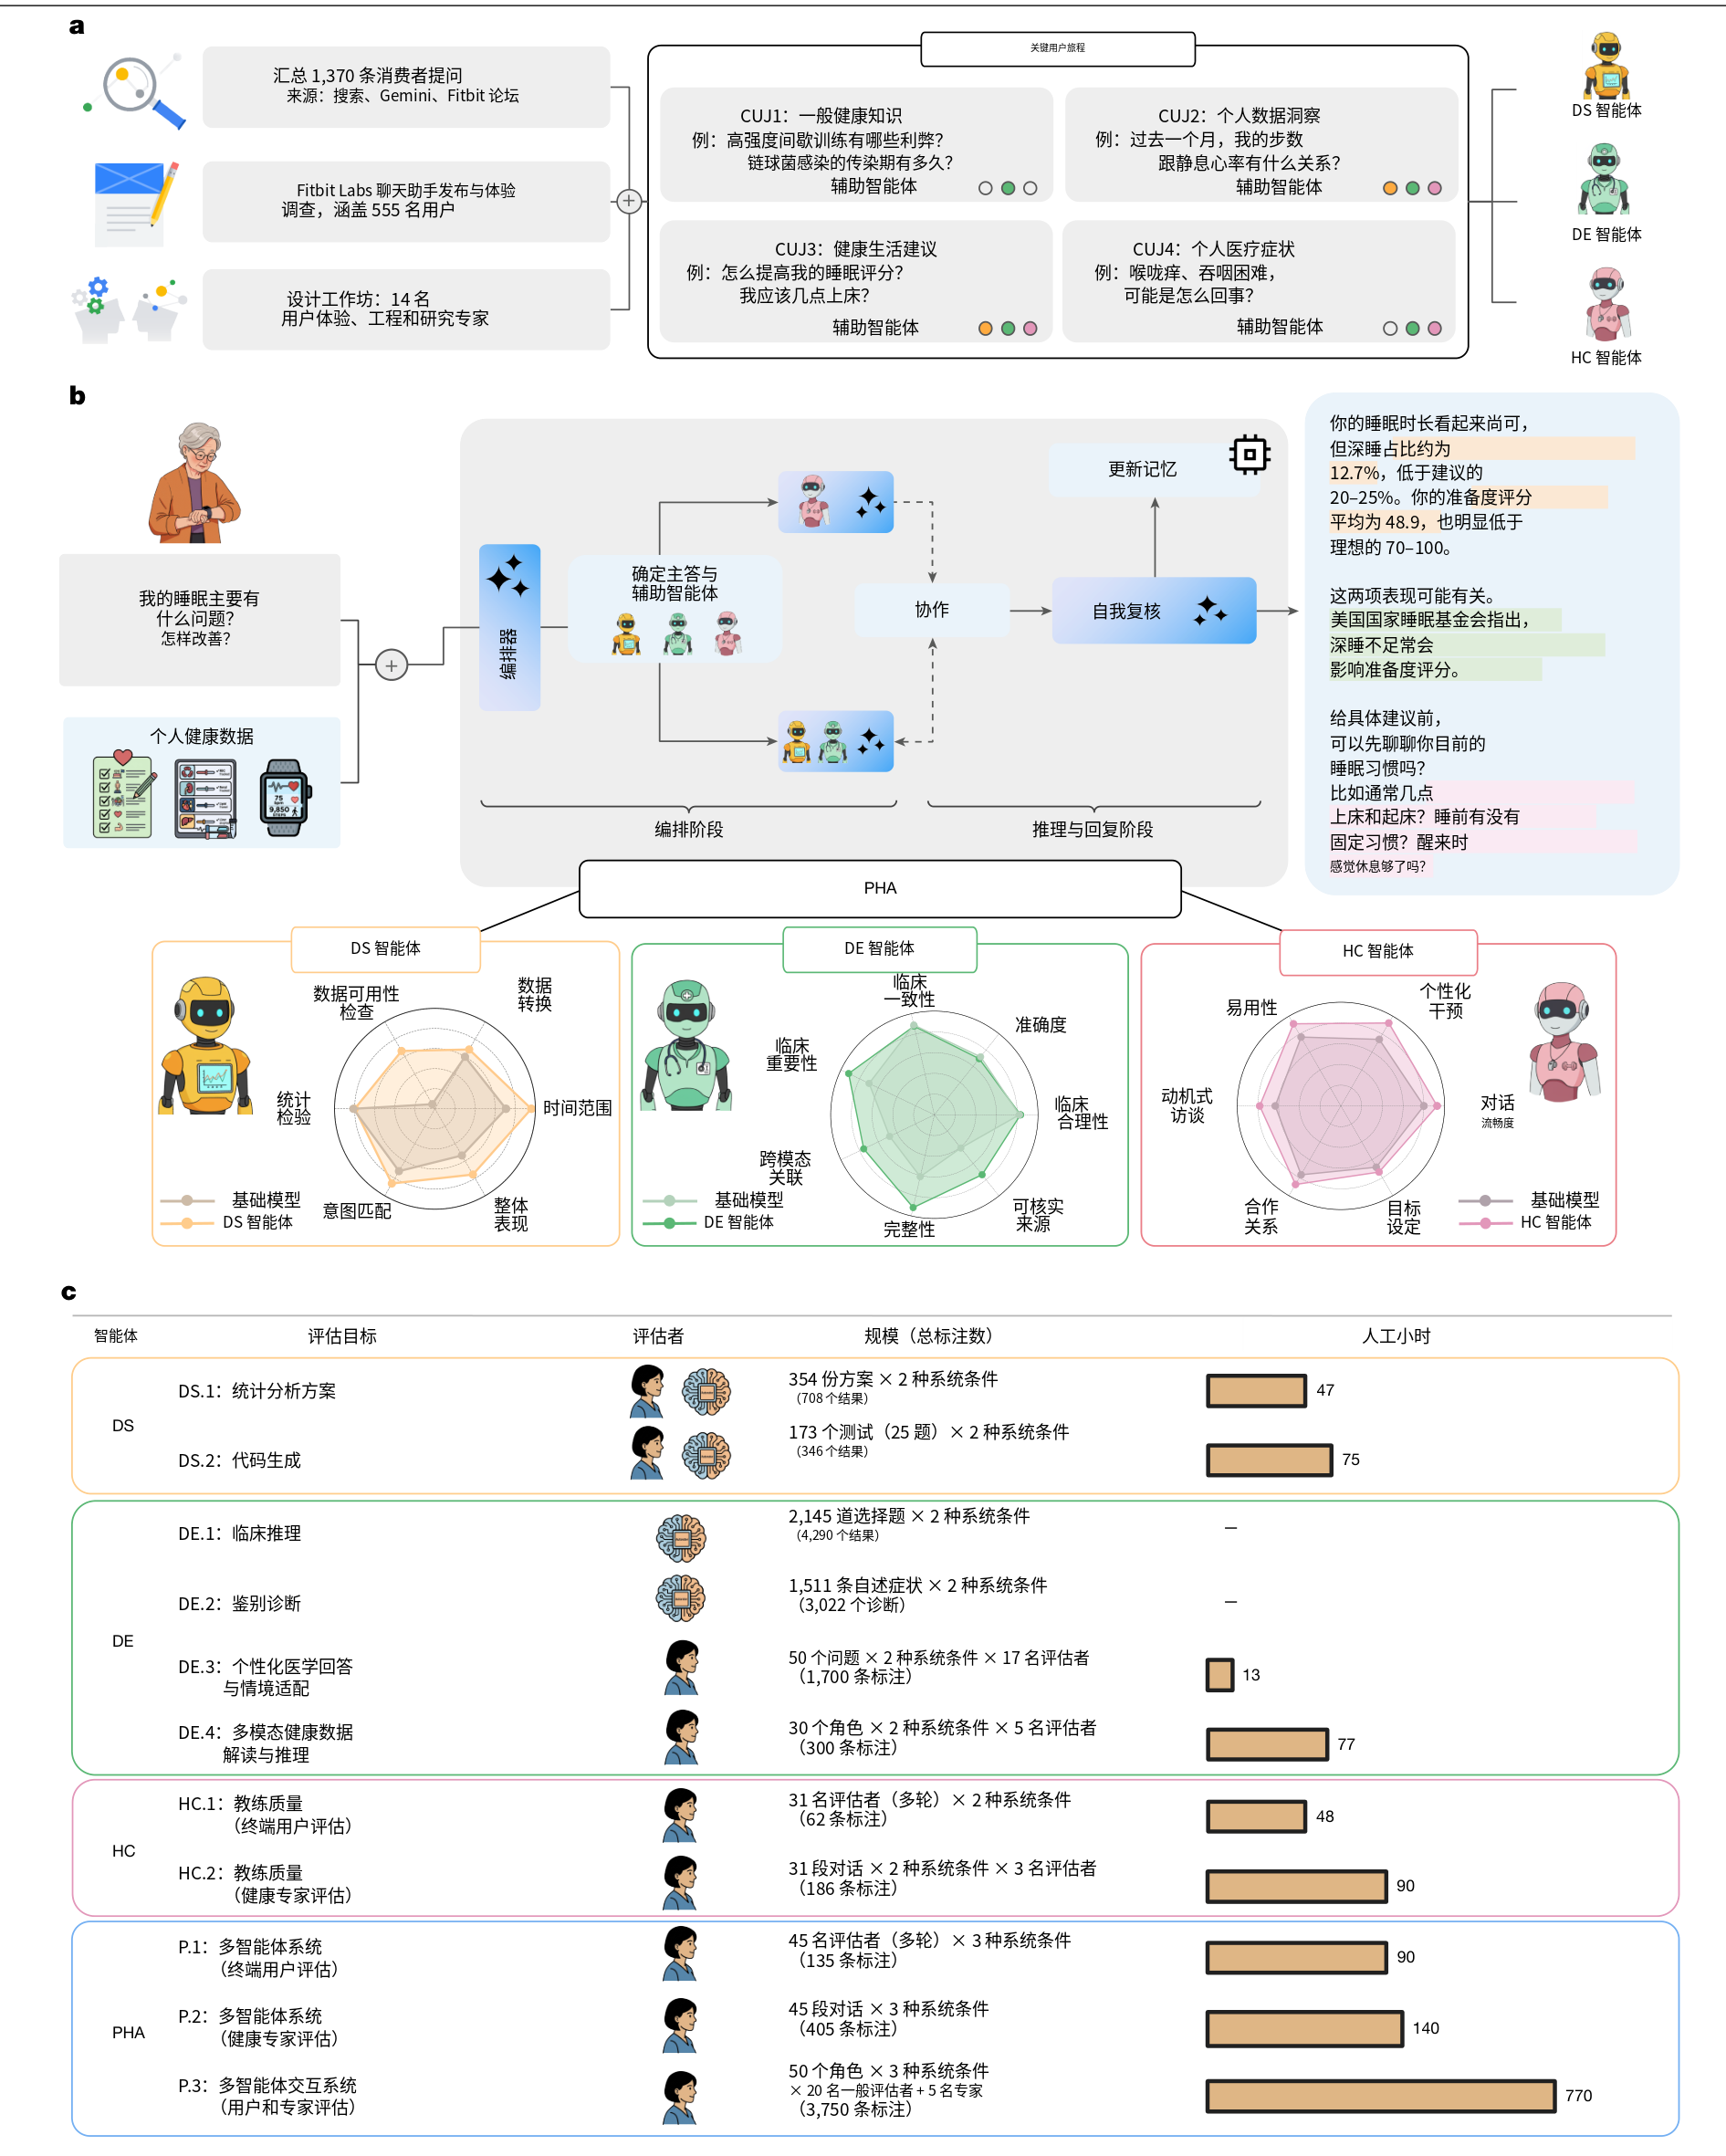 a
汇总 1,370 条消费者提问
来源：搜索、Gemini、Fitbit 论坛
Fitbit Labs 聊天助手发布与体验
调查，涵盖 555 名用户
设计工作坊：14 名
用户体验、工程和研究专家
关键用户旅程
CUJ1：一般健康知识
例：高强度间歇训练有哪些利弊？
链球菌感染的传染期有多久？
辅助智能体
CUJ2：个人数据洞察
例：过去一个月，我的步数
跟静息心率有什么关系？
辅助智能体
CUJ3：健康生活建议
例：怎么提高我的睡眠评分？
我应该几点上床？
辅助智能体
CUJ4：个人医疗症状
例：喉咙痒、吞咽困难，
可能是怎么回事？
辅助智能体
DS 智能体
DE 智能体
HC 智能体
b
我的睡眠主要有
什么问题？
怎样改善？
个人健康数据
75
9,850
编排器
确定主答与
辅助智能体
协作
更新记忆
自我复核
编排阶段
推理与回复阶段
你的睡眠时长看起来尚可，
但深睡占比约为
12.7%，低于建议的
20–25%。你的准备度评分
平均为 48.9，也明显低于
理想的 70–100。
这两项表现可能有关。
美国国家睡眠基金会指出，
深睡不足常会
影响准备度评分。
给具体建议前，
可以先聊聊你目前的
睡眠习惯吗？
比如通常几点
上床和起床？睡前有没有
固定习惯？醒来时
感觉休息够了吗？
PHA
DS 智能体
数据可用性
检查
数据
转换
统计
检验
时间范围
意图匹配
整体
表现
基础模型
DS 智能体
DE 智能体
临床
一致性
准确度
临床
重要性
临床
合理性
跨模态
关联
可核实
来源
完整性
基础模型
DE 智能体
HC 智能体
易用性
个性化
干预
动机式
访谈
对话
流畅度
合作
关系
目标
设定
基础模型
HC 智能体
c
智能体 评估目标 评估者 规模（总标注数） 人工小时
DS
DS.1：统计分析方案
354 份方案 × 2 种系统条件
（708 个结果）
47
DS.2：代码生成
173 个测试（25 题）× 2 种系统条件
（346 个结果）
75
DE
DE.1：临床推理
2,145 道选择题 × 2 种系统条件
（4,290 个结果）
–
DE.2：鉴别诊断
1,511 条自述症状 × 2 种系统条件
（3,022 个诊断）
–
DE.3：个性化医学回答
与情境适配
50 个问题 × 2 种系统条件 × 17 名评估者
（1,700 条标注）
13
DE.4：多模态健康数据
解读与推理
30 个角色 × 2 种系统条件 × 5 名评估者
（300 条标注）
77
HC
HC.1：教练质量
（终端用户评估）
31 名评估者（多轮）× 2 种系统条件
（62 条标注）
48
HC.2：教练质量
（健康专家评估）
31 段对话 × 2 种系统条件 × 3 名评估者
（186 条标注）
90
PHA
P.1：多智能体系统
（终端用户评估）
45 名评估者（多轮）× 3 种系统条件
（135 条标注）
90
P.2：多智能体系统
（健康专家评估）
45 段对话 × 3 种系统条件
（405 条标注）
140
P.3：多智能体交互系统
（用户和专家评估）
50 个角色 × 3 种系统条件
× 20 名一般评估者 + 5 名专家
（3,750 条标注）
770